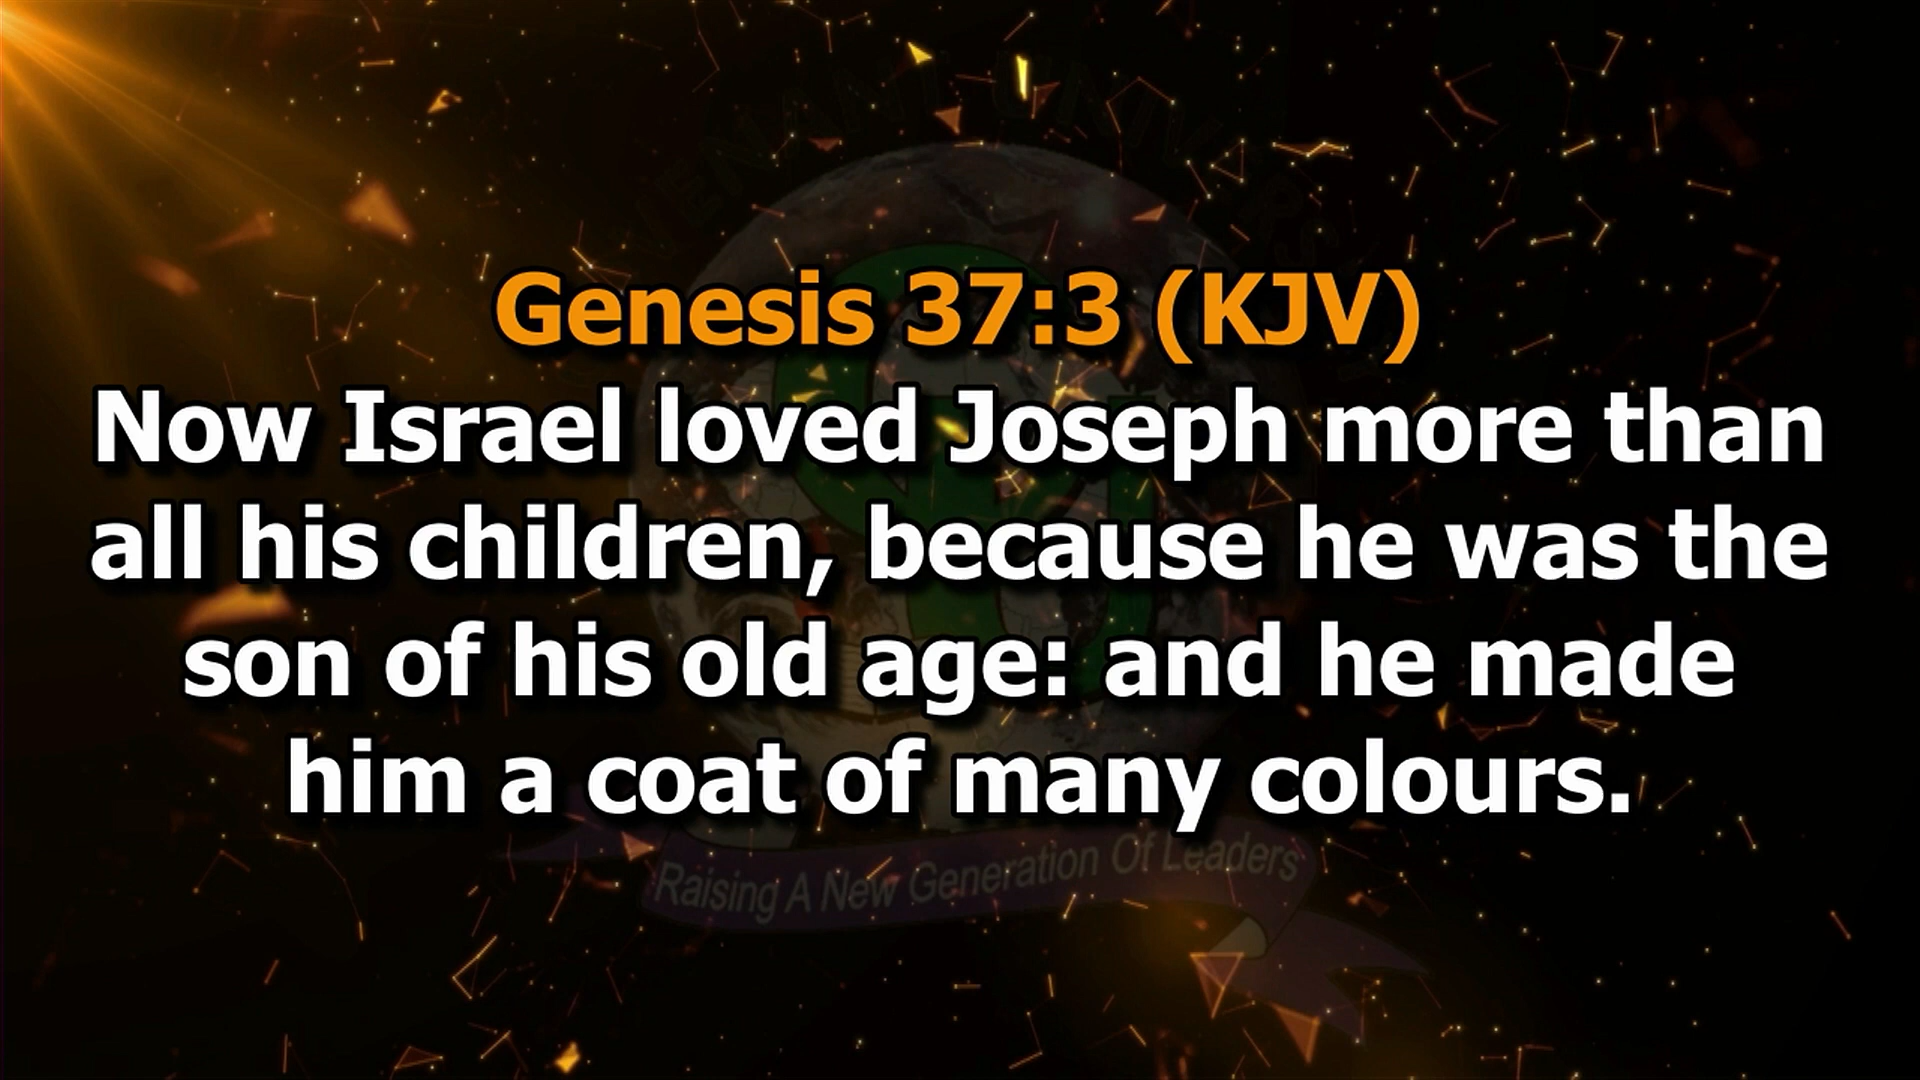 Genesis 37:3 (KJV)
Now Israel loved Joseph more than
all his children, because he was the
son of his old age: and he made
him a coat of many colours.
Raising A New Generation Of Leaders